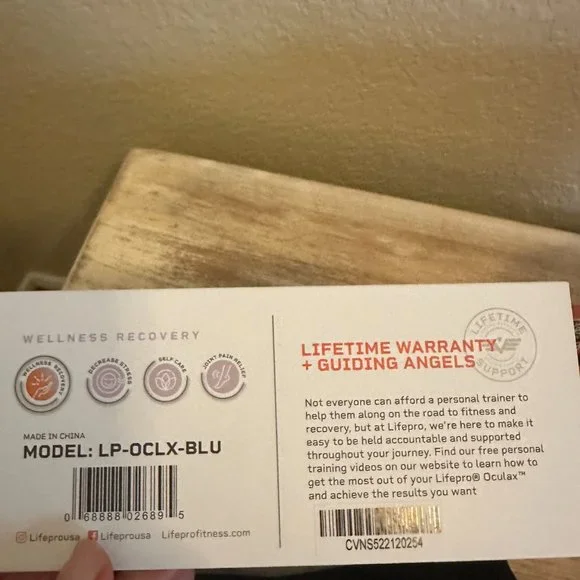 WELLNESS RECOVERY
WELLNESS RECOVERY
DECREASE STRESS
SELF CARE
JOINT PAIN RELIEF
MADE IN CHINA
MODEL: LP-OCLX-BLU
0 68888 02689 5
Lifeprousa Lifeprousa Lifeprofitness.com
LIFETIME WARRANTY
+ GUIDING ANGELS
LIFETIME
SUPPORT
Not everyone can afford a personal trainer to
help them along on the road to fitness and
recovery, but at Lifepro, we're here to make it
easy to be held accountable and supported
throughout your journey. Find our free personal
training videos on our website to learn how to
get the most out of your Lifepro® Oculax™
and achieve the results you want
CVNS522120254